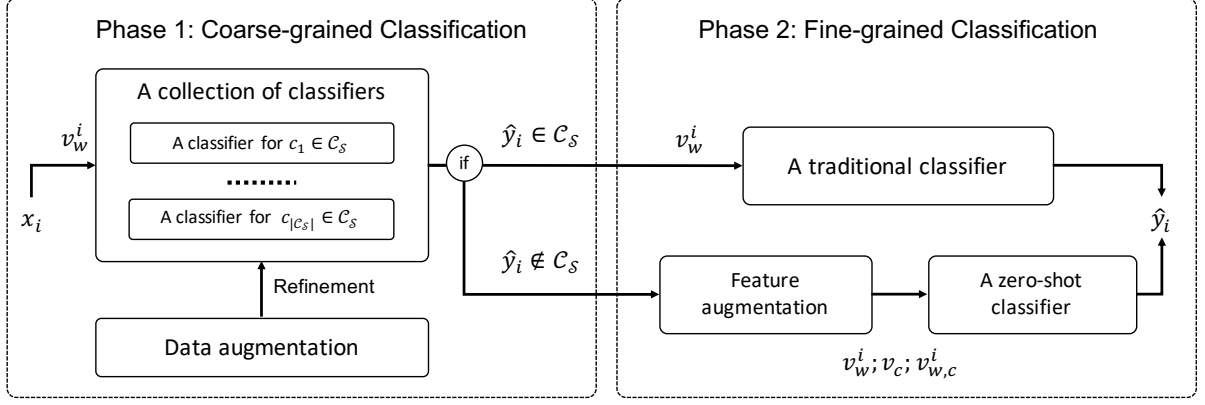 Phase 1: Coarse-grained Classification
A collection of classifiers
A classifier for c₁ ∈ 𝒞_𝒮
..........
A classifier for c_{|𝒞_𝒮|} ∈ 𝒞_𝒮
v_w^i
x_i
Refinement
Data augmentation
if
ŷ_i ∈ 𝒞_𝒮
ŷ_i ∉ 𝒞_𝒮
Phase 2: Fine-grained Classification
v_w^i
A traditional classifier
Feature
augmentation
A zero-shot
classifier
v_w^i; v_c; v_{w,c}^i
ŷ_i